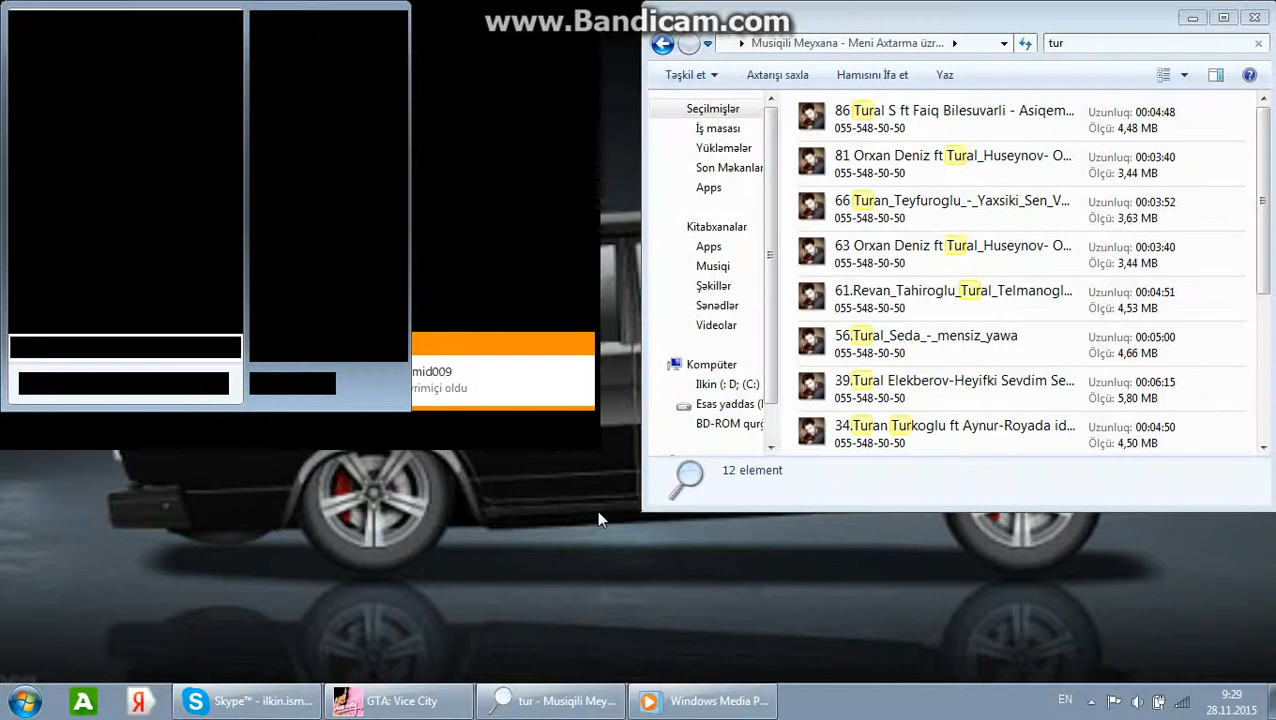 www.Bandicam.com
Musiqili Meyxana - Meni Axtarma üzr...
tur
Təşkil et
Axtarışı saxla
Hamısını İfa et
Yaz
Seçilmişlər
İş masası
Yükləmələr
Son Məkanlar
Apps
Kitabxanalar
Apps
Musiqi
Şəkillər
Sənədlər
Videolar
Kompüter
Ilkin (: D; (C:)
Esas yaddas (
BD-ROM qurğ
86 Tural S ft Faiq Bilesuvarli - Asiqem...
055-548-50-50
Uzunluq: 00:04:48
Ölçü: 4,48 MB
81 Orxan Deniz ft Tural_Huseynov- O...
055-548-50-50
Uzunluq: 00:03:40
Ölçü: 3,44 MB
66 Turan_Teyfuroglu_-_Yaxsiki_Sen_V...
055-548-50-50
Uzunluq: 00:03:52
Ölçü: 3,63 MB
63 Orxan Deniz ft Tural_Huseynov- O...
055-548-50-50
Uzunluq: 00:03:40
Ölçü: 3,44 MB
61.Revan_Tahiroglu_Tural_Telmanogl...
055-548-50-50
Uzunluq: 00:04:51
Ölçü: 4,53 MB
56.Tural_Seda_-_mensiz_yawa
055-548-50-50
Uzunluq: 00:05:00
Ölçü: 4,66 MB
39.Tural Elekberov-Heyifki Sevdim Se...
055-548-50-50
Uzunluq: 00:06:15
Ölçü: 5,80 MB
34.Turan Turkoglu ft Aynur-Royada id...
055-548-50-50
Uzunluq: 00:04:50
Ölçü: 4,50 MB
12 element
mid009
rimiçi oldu
Skype™ - ilkin.ism...
GTA: Vice City
tur - Musiqili Mey...
Windows Media P...
EN
9:29
28.11.2015